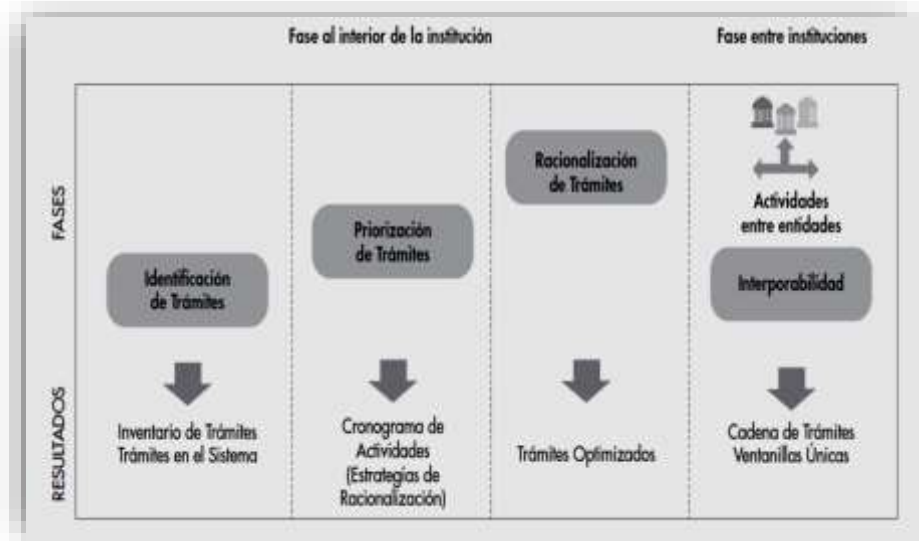 Fase al interior de la institución
Fase entre instituciones
FASES
Identificación
de Trámites
Priorización
de Trámites
Racionalización
de Trámites
Actividades
entre entidades
Interporabilidad
RESULTADOS
Inventario de Trámites
Trámites en el Sistema
Cronograma de
Actividades
(Estrategias de
Racionalización)
Trámites Optimizados
Cadena de Trámites
Ventanillas Únicas